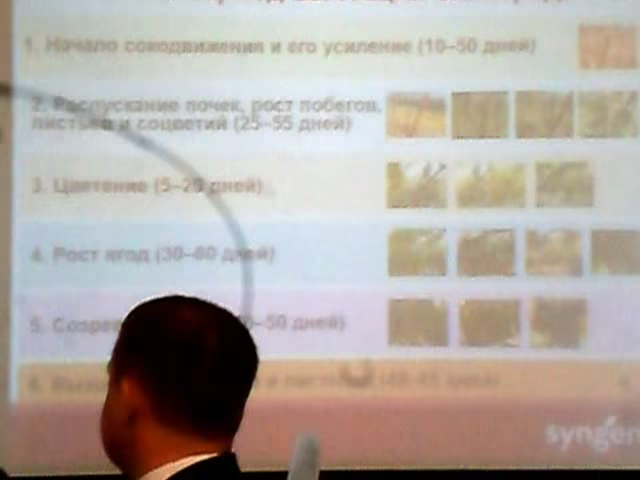 1. Начало сокодвижения и его усиление (10–50 дней)
2. Распускание почек, рост побегов,
листьев и соцветий (25–55 дней)
3. Цветение (5–20 дней)
4. Рост ягод (30–60 дней)
5. –50 дней)
6. и
syngen